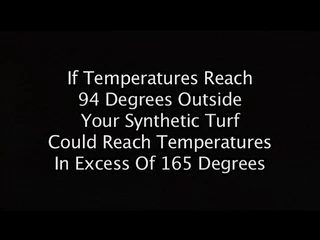 If Temperatures Reach
94 Degrees Outside
Your Synthetic Turf
Could Reach Temperatures
In Excess Of 165 Degrees